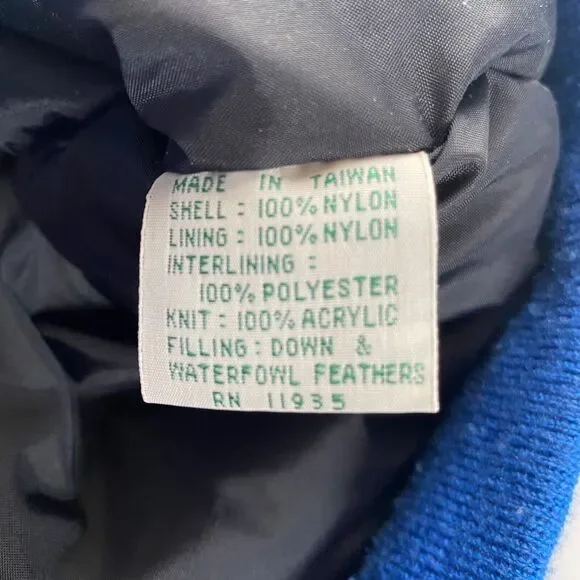 MADE IN TAIWAN
SHELL : 100% NYLON
LINING : 100% NYLON
INTERLINING :
100% POLYESTER
KNIT : 100% ACRYLIC
FILLING : DOWN &
WATERFOWL FEATHERS
RN 11935